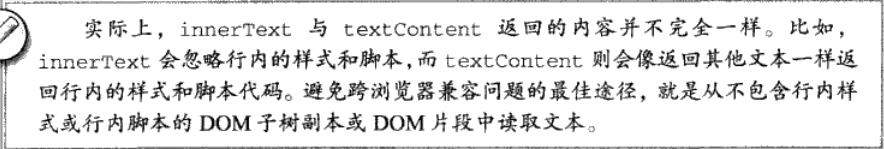 实际上，innerText 与 textContent 返回的内容并不完全一样。比如，
innerText 会忽略行内的样式和脚本，而 textContent 则会像返回其他文本一样返
回行内的样式和脚本代码。避免跨浏览器兼容问题的最佳途径，就是从不包含行内样
式或行内脚本的 DOM 子树副本或 DOM 片段中读取文本。